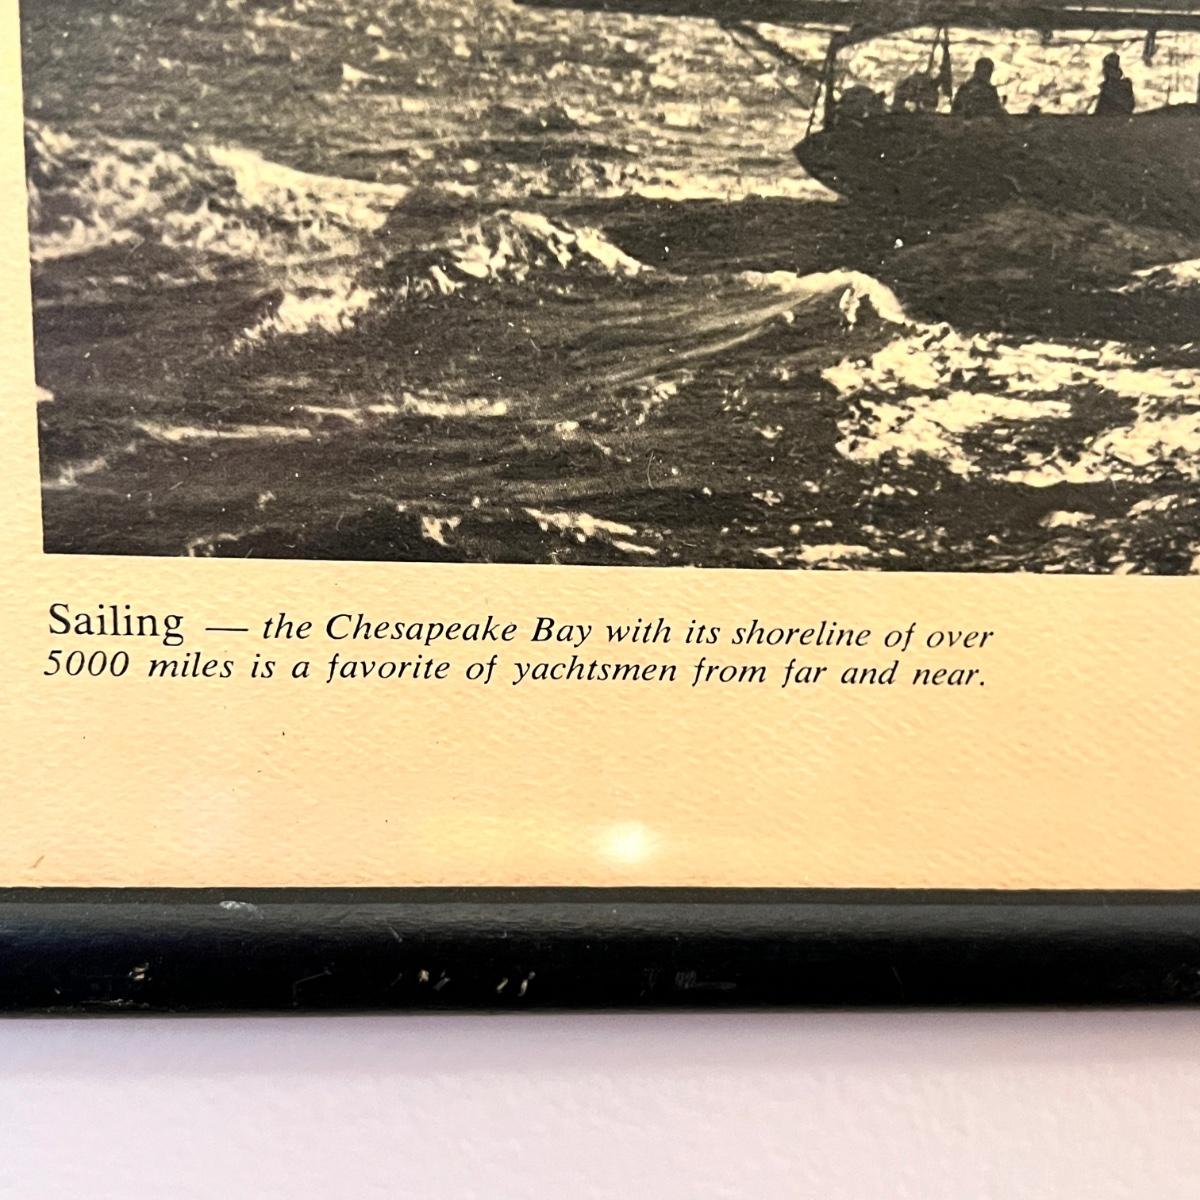 Sailing — the Chesapeake Bay with its shoreline of over
5000 miles is a favorite of yachtsmen from far and near.